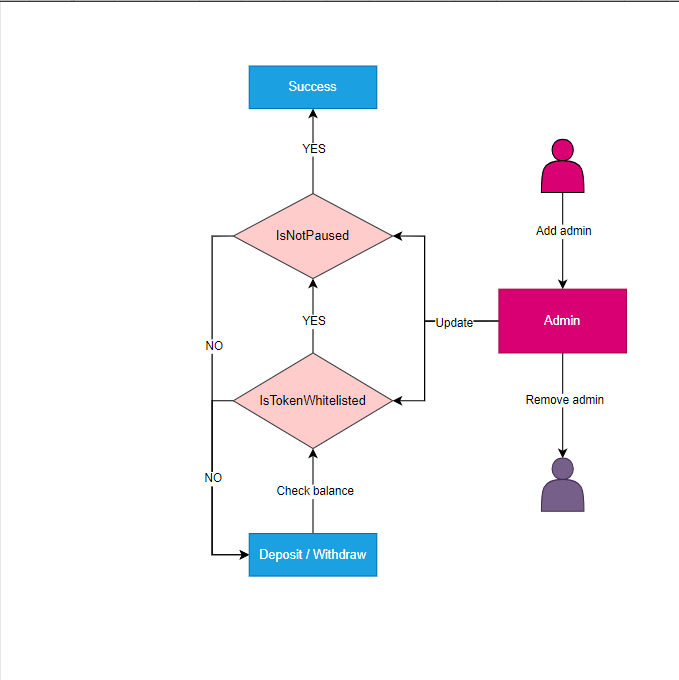 Success
YES
IsNotPaused
Add admin
Admin
Update
YES
NO
IsTokenWhitelisted
Remove admin
NO
Check balance
Deposit / Withdraw